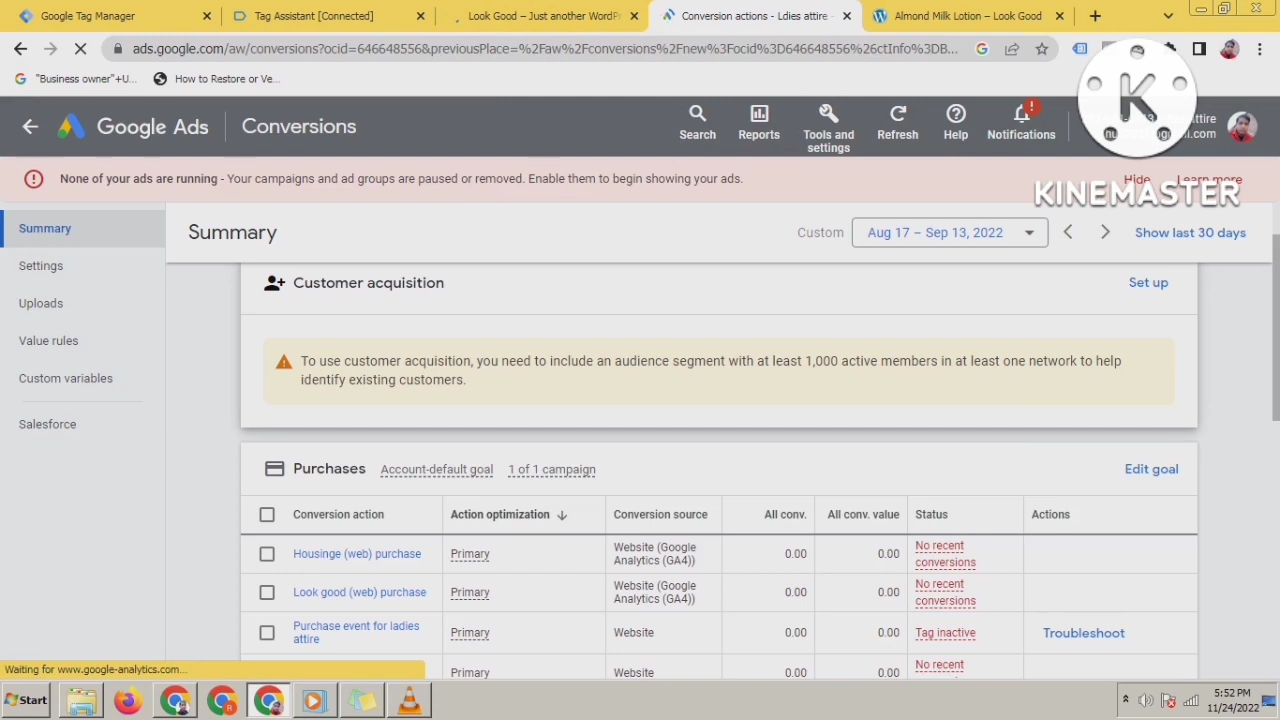 Google Tag Manager
Tag Assistant [Connected]
Look Good – Just another WordPr
Conversion actions - Ldies attire -
Almond Milk Lotion – Look Good
ads.google.com/aw/conversions?ocid=646648556&previousPlace=%2Faw%2Fconversions%2Fnew%3Focid%3D646648556%26ctInfo%3DB...
"Business owner"+U...
How to Restore or Ve...
Google Ads
Conversions
Search
Reports
Tools and
settings
Refresh
Help
Notifications
attire
None of your ads are running - Your campaigns and ad groups are paused or removed. Enable them to begin showing your ads.
Hide
Learn more
K
KINEMASTER
Summary
Settings
Uploads
Value rules
Custom variables
Salesforce
Summary
Custom
Aug 17 – Sep 13, 2022
Show last 30 days
Customer acquisition
Set up
To use customer acquisition, you need to include an audience segment with at least 1,000 active members in at least one network to help
identify existing customers.
Purchases
Account-default goal
1 of 1 campaign
Edit goal
Conversion action
Action optimization
Conversion source
All conv.
All conv. value
Status
Actions
Housinge (web) purchase
Primary
Website (Google
Analytics (GA4))
0.00
0.00
No recent
conversions
Look good (web) purchase
Primary
Website (Google
Analytics (GA4))
0.00
0.00
No recent
conversions
Purchase event for ladies
attire
Primary
Website
0.00
0.00
Tag inactive
Troubleshoot
Primary
Website
0.00
0.00
No recent
Waiting for www.google-analytics.com...
Start
5:52 PM
11/24/2022